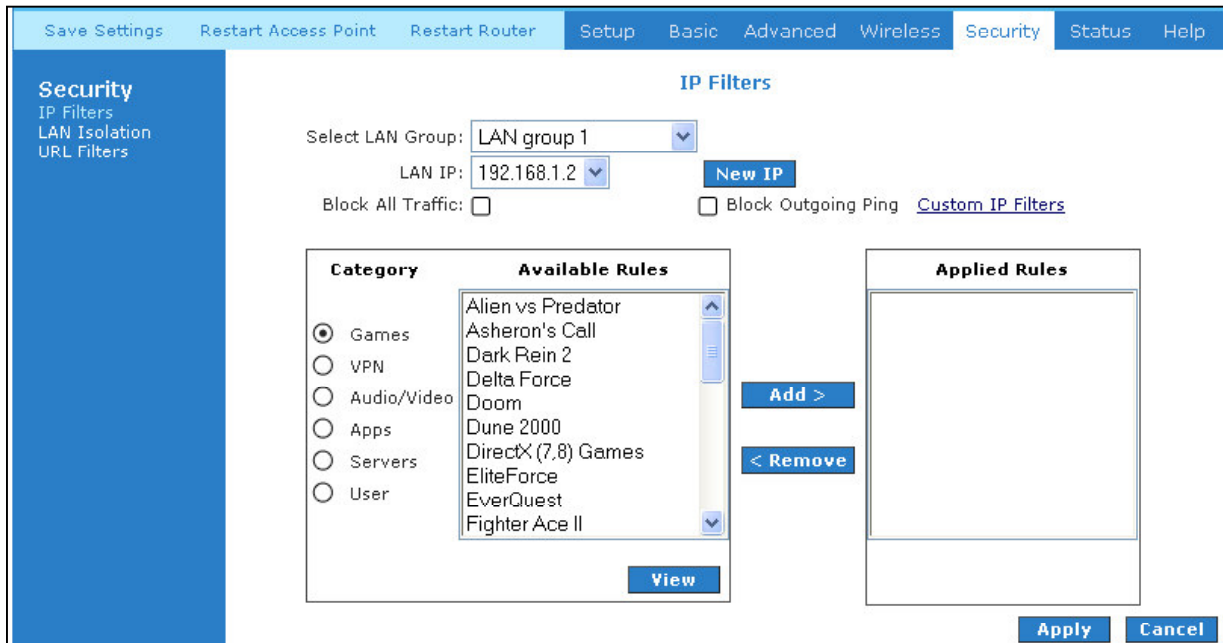 Save Settings Restart Access Point Restart Router Setup Basic Advanced Wireless Security Status Help
Security
IP Filters
LAN Isolation
URL Filters
IP Filters
Select LAN Group: LAN group 1
LAN IP: 192.168.1.2 New IP
Block All Traffic: Block Outgoing Ping Custom IP Filters
Category Available Rules
Games
VPN
Audio/Video
Apps
Servers
User
Alien vs Predator
Asheron's Call
Dark Rein 2
Delta Force
Doom
Dune 2000
DirectX (7,8) Games
EliteForce
EverQuest
Fighter Ace II
View
Add >
< Remove
Applied Rules
Apply Cancel